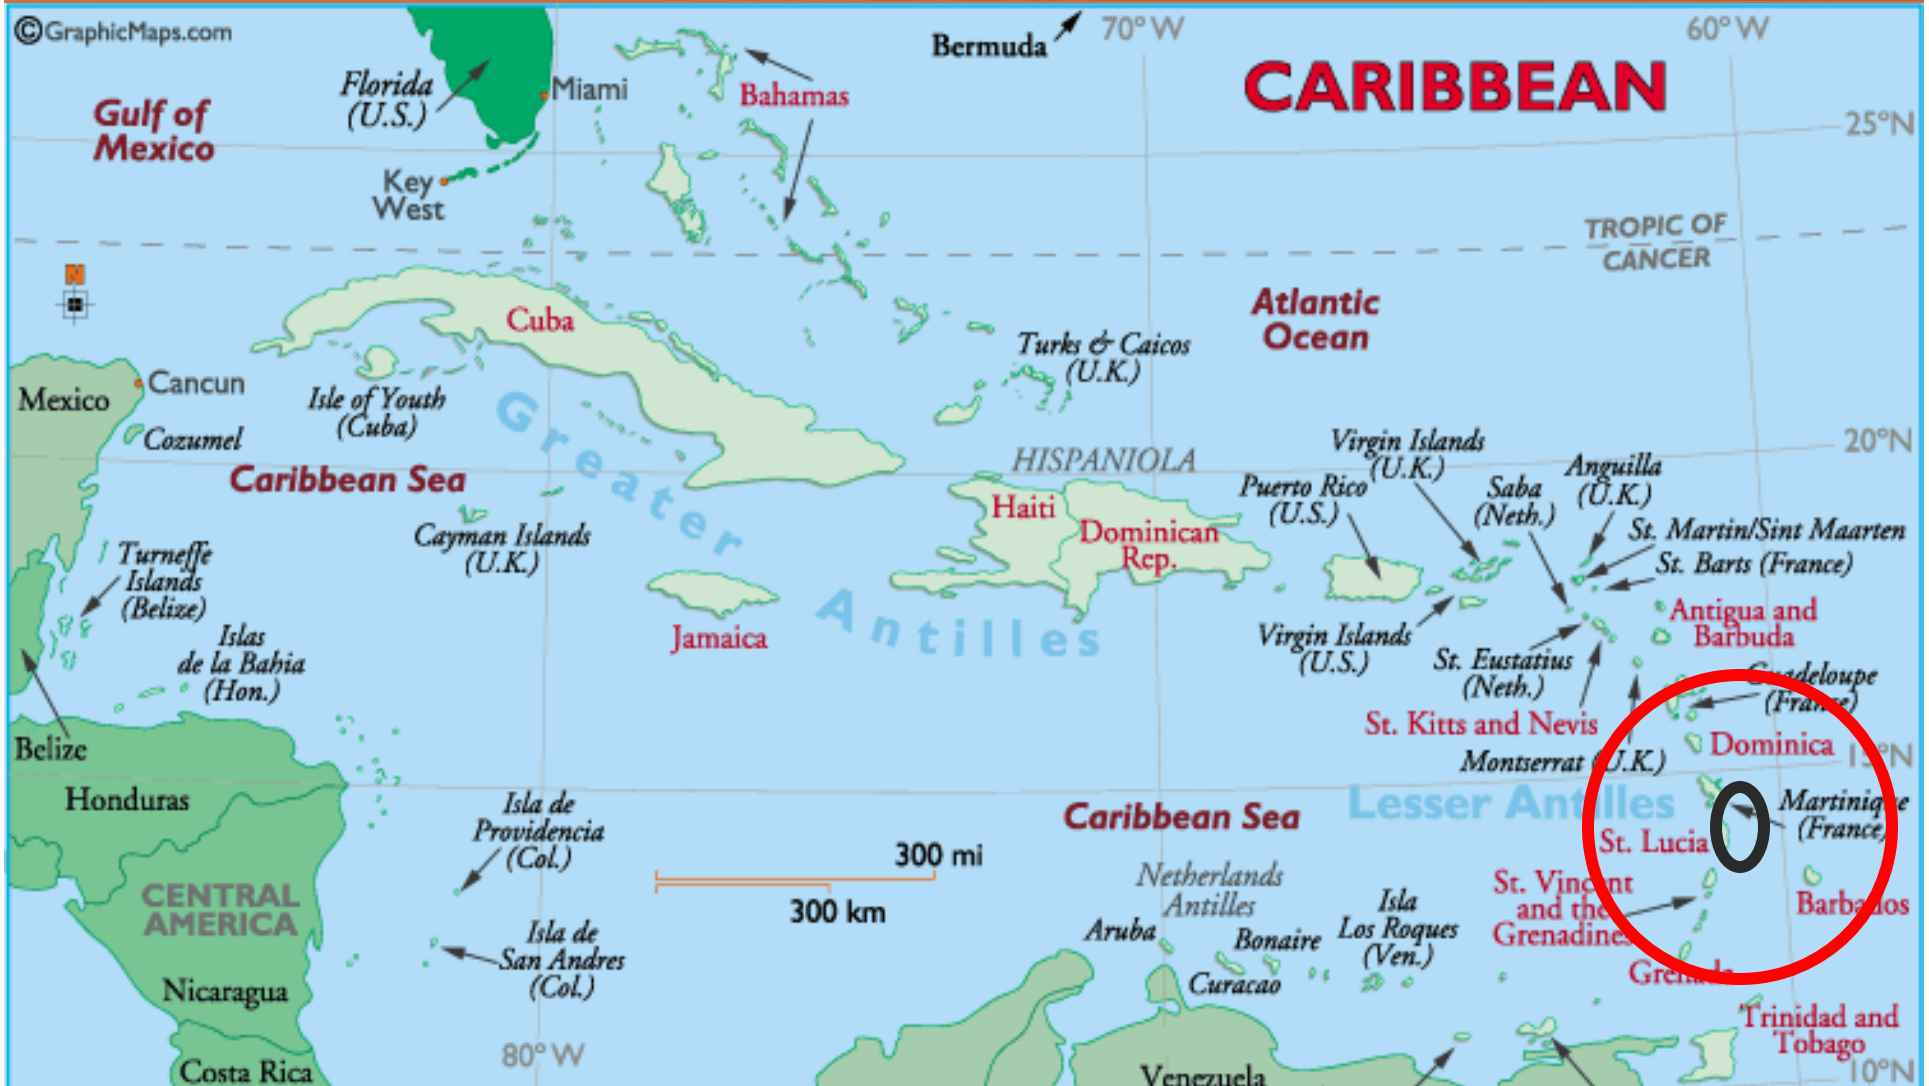 ©GraphicMaps.com
Bermuda
70°W
60°W
CARIBBEAN
Florida
(U.S.)
Miami
Bahamas
Gulf of
Mexico
25°N
Key
West
TROPIC OF
CANCER
N
Cuba
Atlantic
Ocean
Turks & Caicos
(U.K.)
Mexico
Cancun
Isle of Youth
(Cuba)
Cozumel
Greater
Antilles
20°N
Caribbean Sea
HISPANIOLA
Virgin Islands
(U.K.)
Anguilla
(U.K.)
Puerto Rico
(U.S.)
Saba
(Neth.)
Haiti
Dominican
Rep.
St. Martin/Sint Maarten
St. Barts (France)
Cayman Islands
(U.K.)
Turneffe
Islands
(Belize)
Jamaica
Antigua and
Barbuda
Virgin Islands
(U.S.)
St. Eustatius
(Neth.)
Islas
de la Bahia
(Hon.)
Guadeloupe
(France)
St. Kitts and Nevis
Montserrat (U.K.)
Dominica
15°N
Belize
Honduras
Isla de
Providencia
(Col.)
Caribbean Sea
Lesser Antilles
Martinique
(France)
St. Lucia
300 mi
300 km
CENTRAL
AMERICA
Netherlands
Antilles
St. Vincent
and the
Grenadines
Barbados
Isla
Los Roques
(Ven.)
Aruba
Bonaire
Curacao
Isla de
San Andres
(Col.)
Grenada
Nicaragua
Trinidad and
Tobago
80°W
Costa Rica
Venezuela
10°N